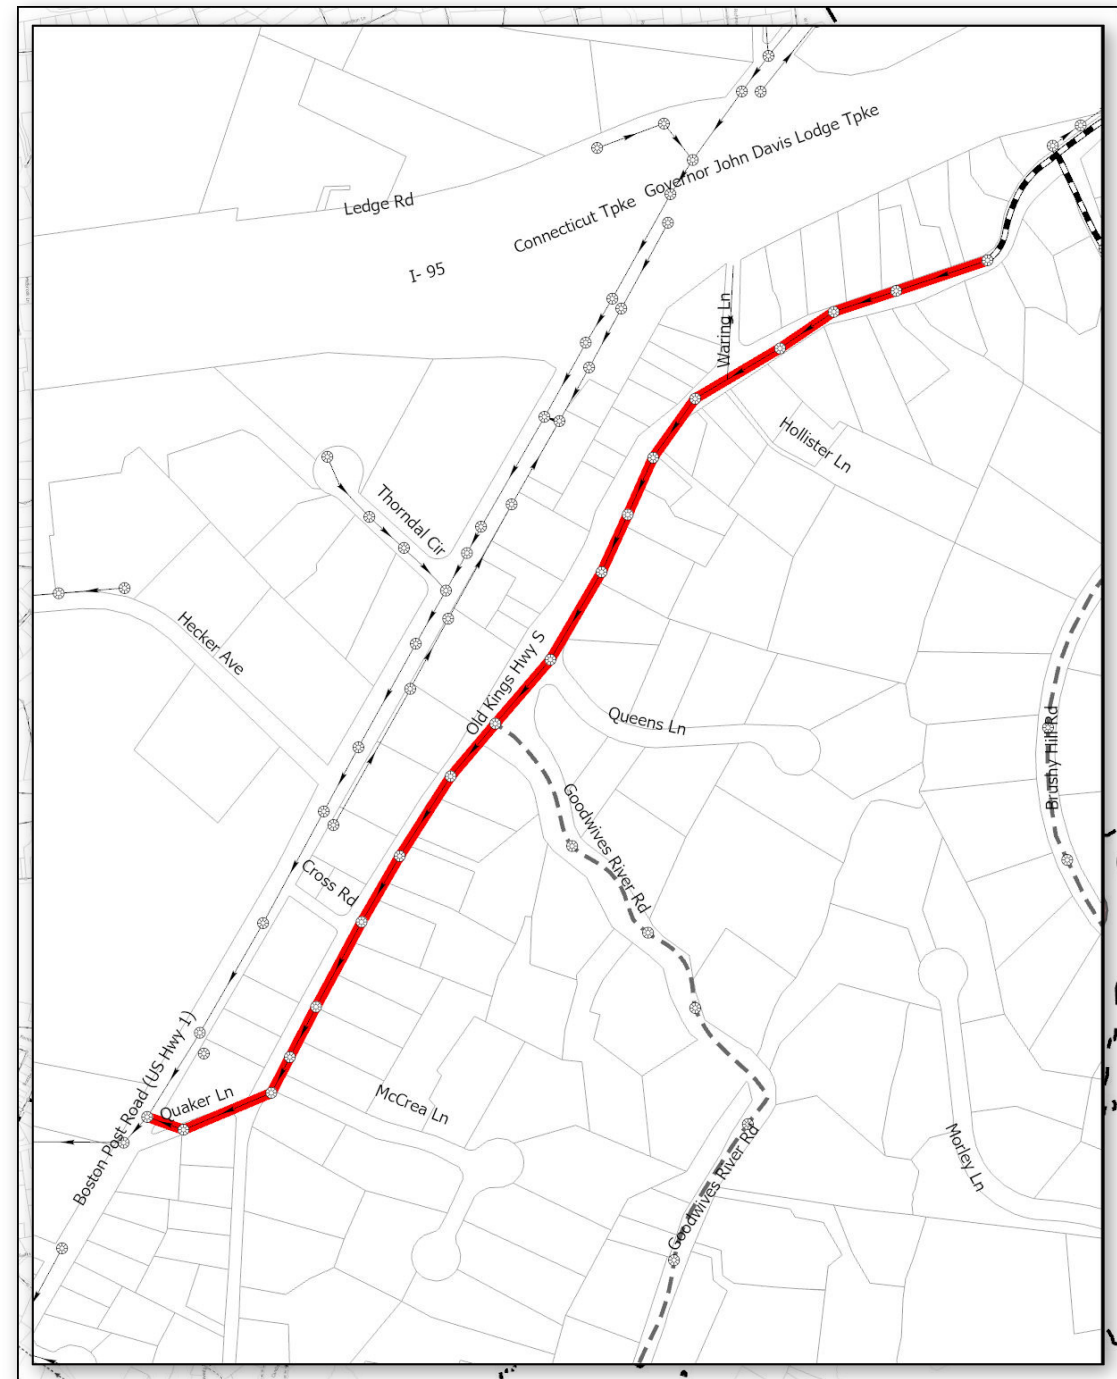 Governor John Davis Lodge Tpke
Connecticut Tpke
Ledge Rd
I- 95
Waring Ln
Hollister Ln
Thorndal Cir
Hecker Ave
Old Kings Hwy S
Queens Ln
Brushy Hill Rd
Goodwives River Rd
Cross Rd
Boston Post Road (US Hwy 1)
Quaker Ln
McCrea Ln
Goodwives River Rd
Morley Ln